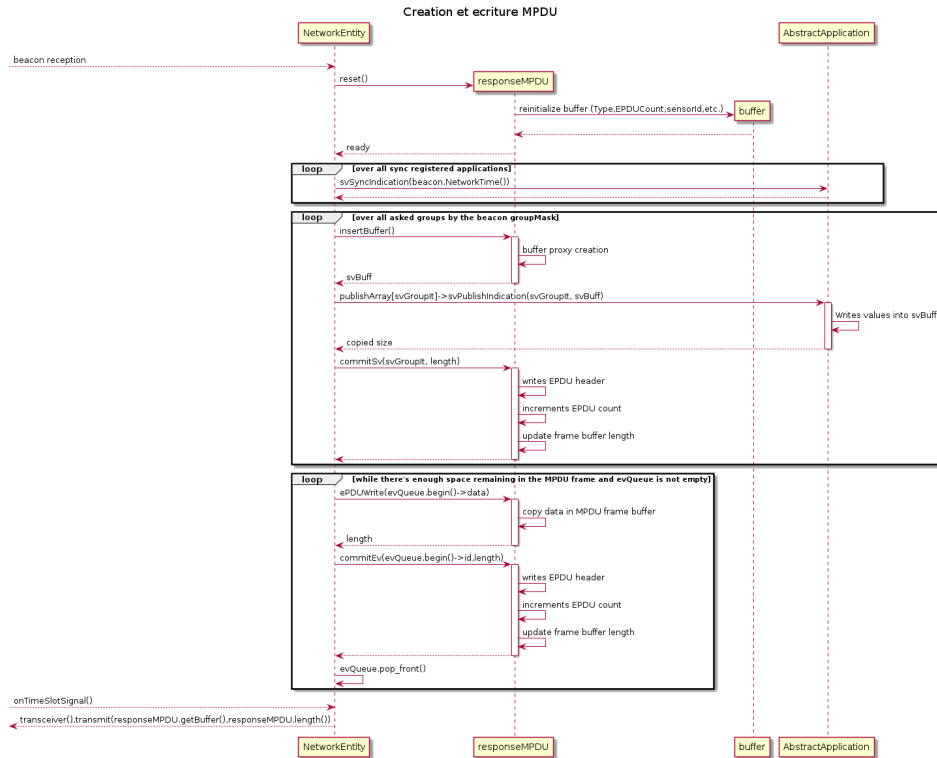 Creation et ecriture MPDU
NetworkEntity
AbstractApplication
beacon reception
reset()
responseMPDU
reinitialize buffer (Type,EPDUCount,sensorId,etc.)
buffer
ready
loop [over all sync registered applications]
svSyncIndication(beacon.NetworkTime())
loop [over all asked groups by the beacon groupMask]
insertBuffer()
buffer proxy creation
svBuff
publishArray[svGroupIt]->svPublishIndication(svGroupIt, svBuff)
Writes values into svBuff
copied size
commitSv(svGroupIt, length)
writes EPDU header
increments EPDU count
update frame buffer length
loop [while there's enough space remaining in the MPDU frame and evQueue is not empty]
ePDUWrite(evQueue.begin()->data)
copy data in MPDU frame buffer
length
commitEv(evQueue.begin()->id,length)
writes EPDU header
increments EPDU count
update frame buffer length
evQueue.pop_front()
onTimeSlotSignal()
transceiver().transmit(responseMPDU.getBuffer(),responseMPDU.length())
NetworkEntity
responseMPDU
buffer
AbstractApplication